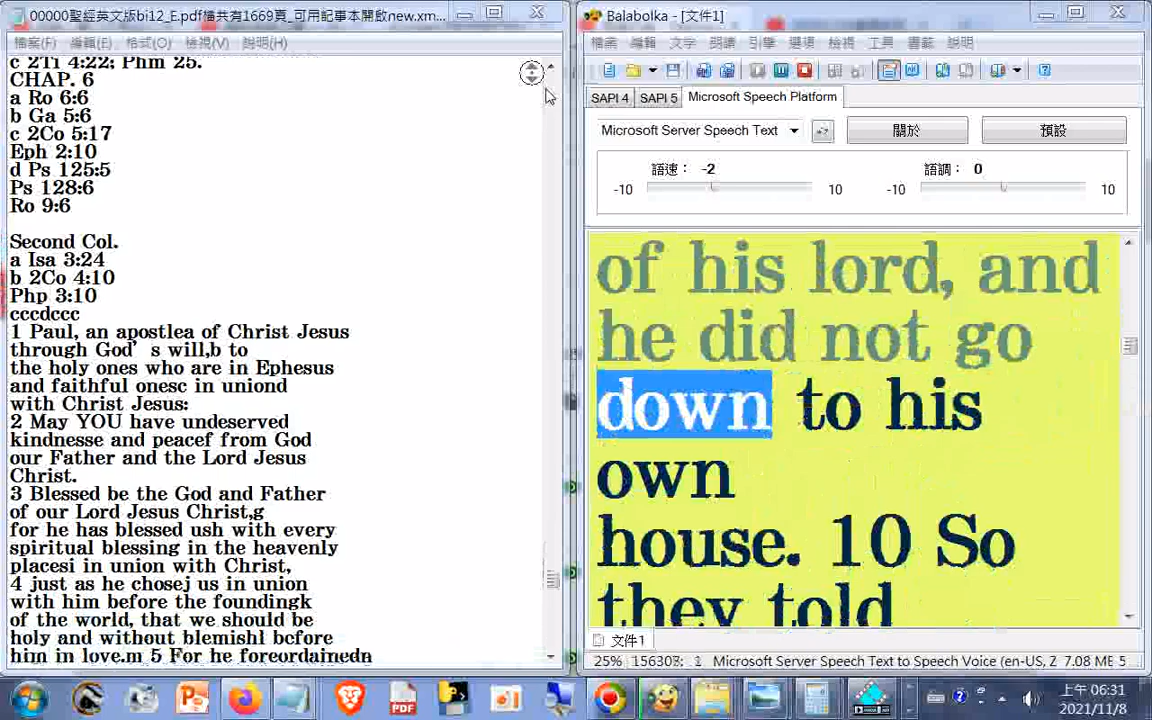 00000聖經英文版bi12_E.pdf檔共有1669頁_可用記事本開啟new.xm...
檔案(F) 編輯(E) 格式(O) 檢視(V) 說明(H)
c 2Ti 4:22; Phm 25.
CHAP. 6
a Ro 6:6
b Ga 5:6
c 2Co 5:17
Eph 2:10
d Ps 125:5
Ps 128:6
Ro 9:6
Second Col.
a Isa 3:24
b 2Co 4:10
Php 3:10
cccdccc
1 Paul, an apostlea of Christ Jesus
through God’s will,b to
the holy ones who are in Ephesus
and faithful onesc in uniond
with Christ Jesus:
2 May YOU have undeserved
kindnesse and peacef from God
our Father and the Lord Jesus
Christ.
3 Blessed be the God and Father
of our Lord Jesus Christ,g
for he has blessed ush with every
spiritual blessing in the heavenly
placesi in union with Christ,
4 just as he chosej us in union
with him before the foundingk
of the world, that we should be
holy and without blemishl before
him in love.m 5 For he foreordainedn
Balabolka - [文件1]
檔案 編輯 文字 朗讀 引擎 選項 檢視 工具 書籤 說明
SAPI 4 SAPI 5 Microsoft Speech Platform
Microsoft Server Speech Text 關於 預設
語速： -2 語調： 0
-10 10 -10 10
of his lord, and
he did not go
down to his
own
house. 10 So
they told
文件1
25% 156307: 1 Microsoft Server Speech Text to Speech Voice (en-US, Z 7.08 MB 5
PDF
上午 06:31
2021/11/8